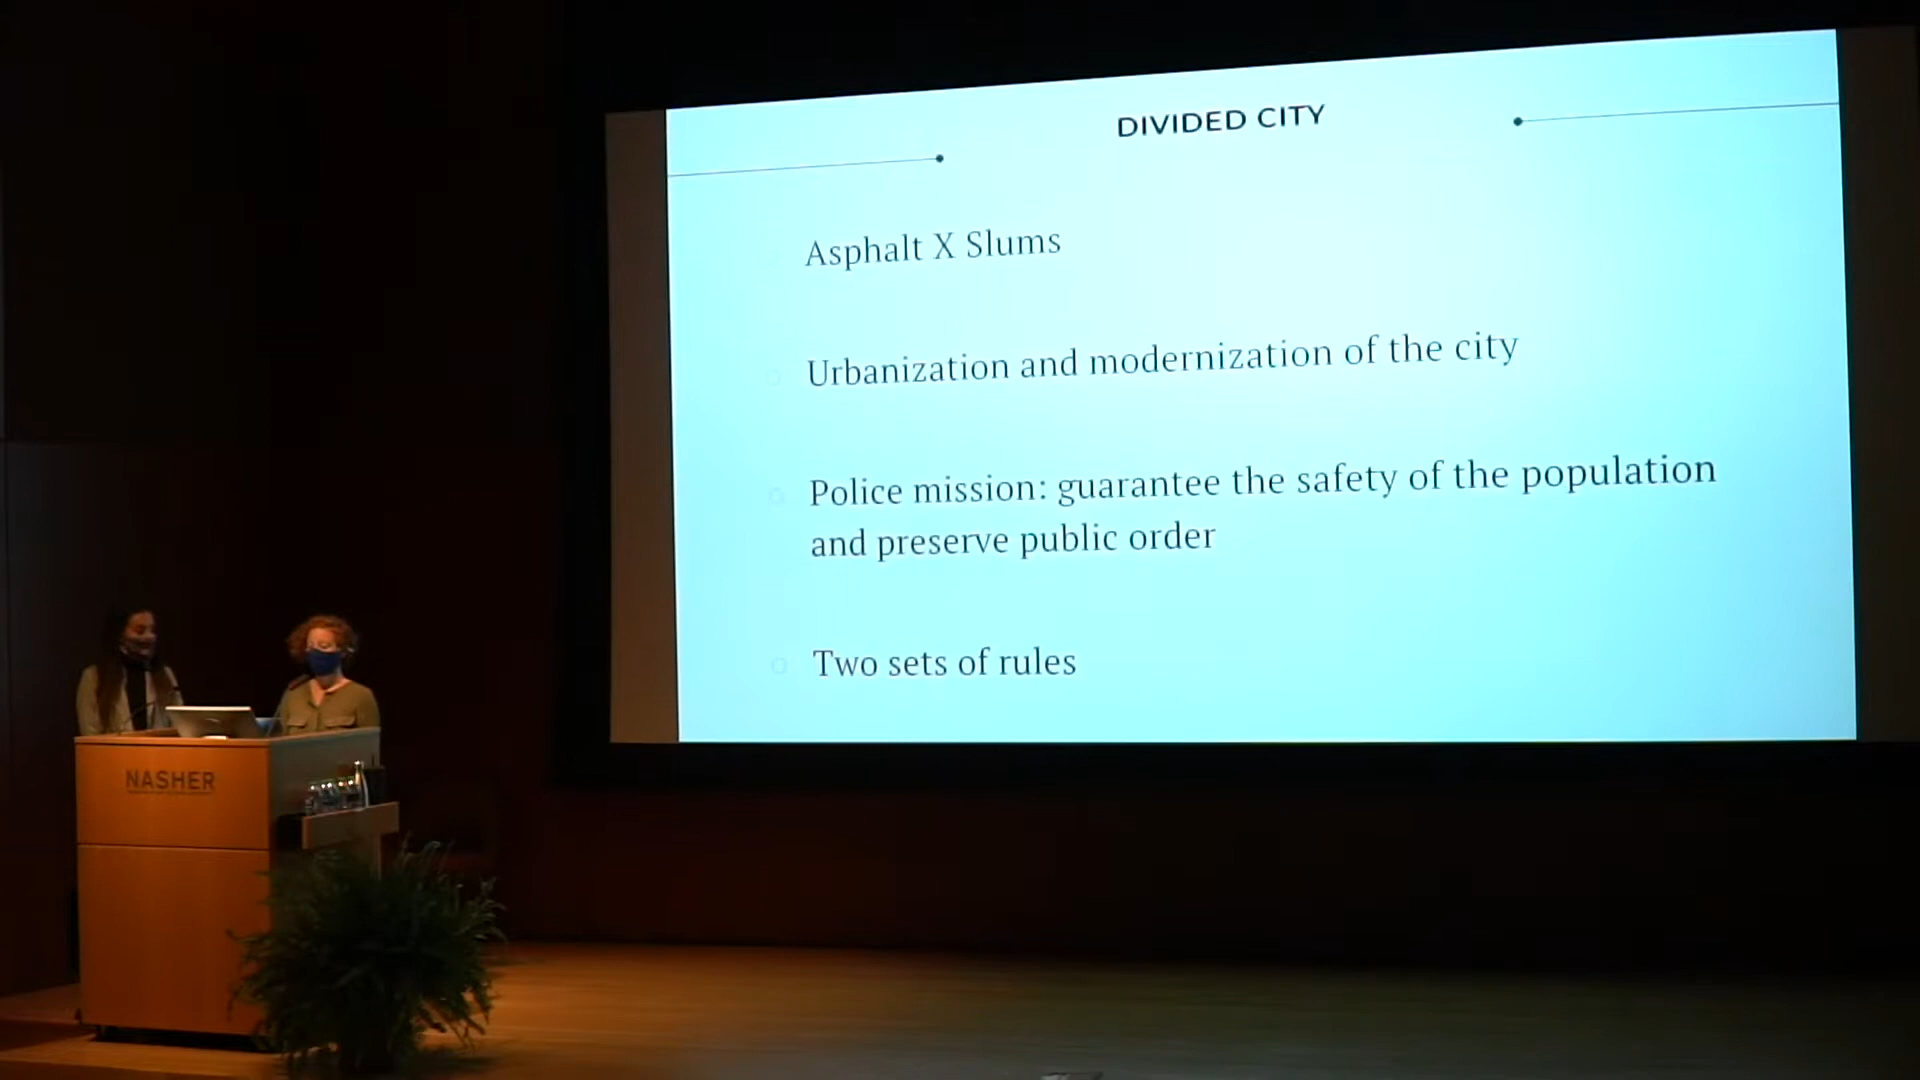 DIVIDED CITY
Asphalt X Slums
Urbanization and modernization of the city
Police mission: guarantee the safety of the population
and preserve public order
Two sets of rules
NASHER